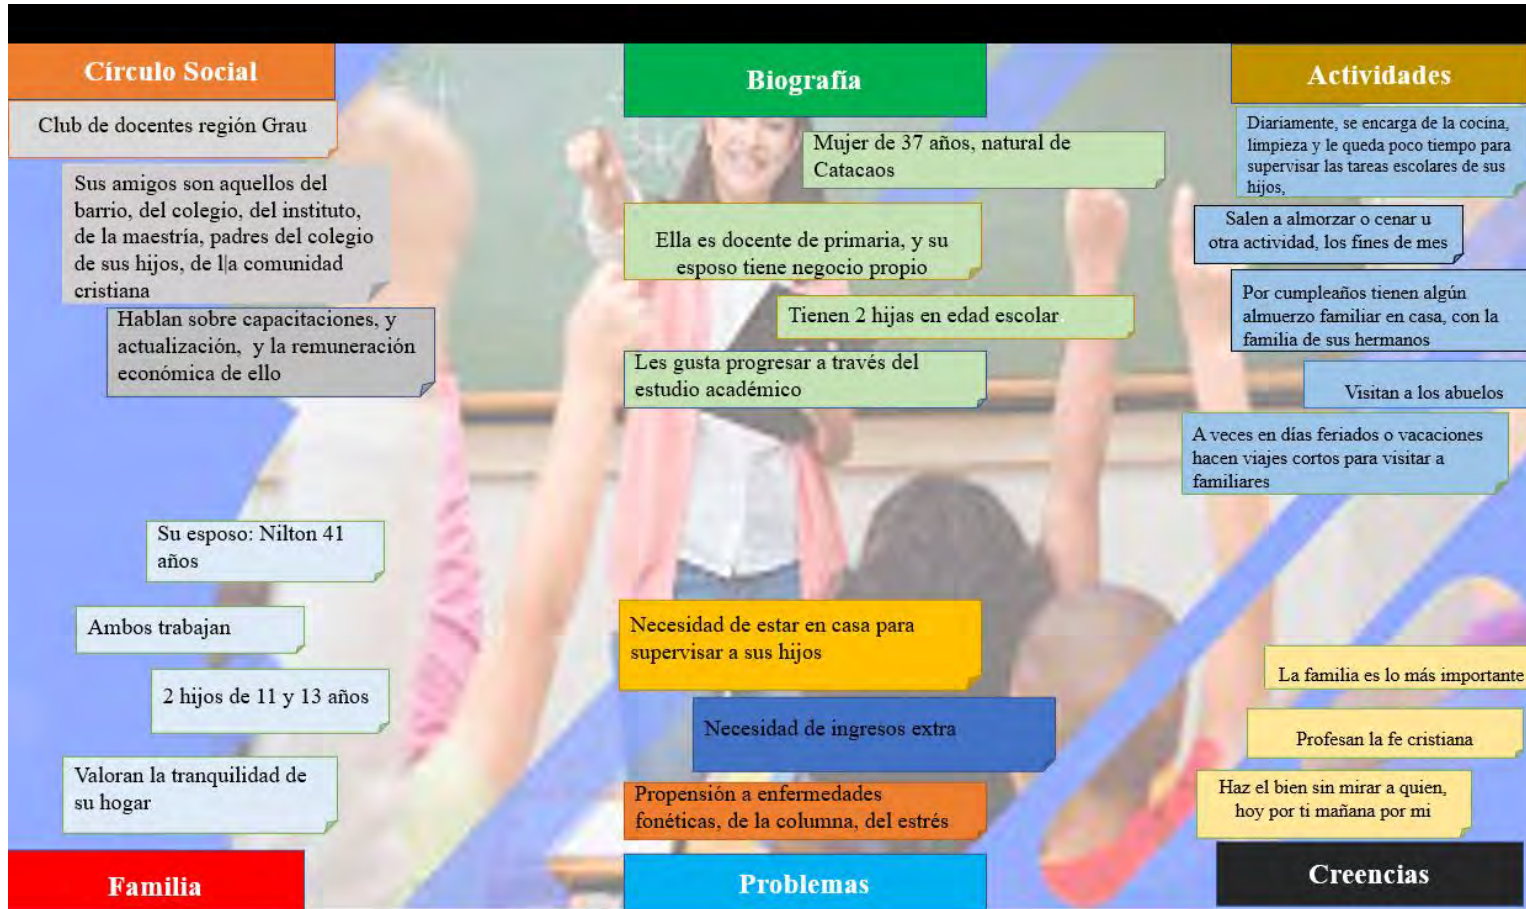 Círculo Social
Club de docentes región Grau
Sus amigos son aquellos del
barrio, del colegio, del instituto,
de la maestría, padres del colegio
de sus hijos, de l|a comunidad
cristiana
Hablan sobre capacitaciones, y
actualización, y la remuneración
económica de ello
Biografía
Mujer de 37 años, natural de
Catacaos
Ella es docente de primaria, y su
esposo tiene negocio propio
Tienen 2 hijas en edad escolar
Les gusta progresar a través del
estudio académico
Actividades
Diariamente, se encarga de la cocina,
limpieza y le queda poco tiempo para
supervisar las tareas escolares de sus
hijos,
Salen a almorzar o cenar u
otra actividad, los fines de mes
Por cumpleaños tienen algún
almuerzo familiar en casa, con la
familia de sus hermanos
Visitan a los abuelos
A veces en días feriados o vacaciones
hacen viajes cortos para visitar a
familiares
Su esposo: Nilton 41
años
Ambos trabajan
2 hijos de 11 y 13 años
Valoran la tranquilidad de
su hogar
Familia
Necesidad de estar en casa para
supervisar a sus hijos
Necesidad de ingresos extra
Propensión a enfermedades
fonéticas, de la columna, del estrés
Problemas
La familia es lo más importante
Profesan la fe cristiana
Haz el bien sin mirar a quien,
hoy por ti mañana por mi
Creencias